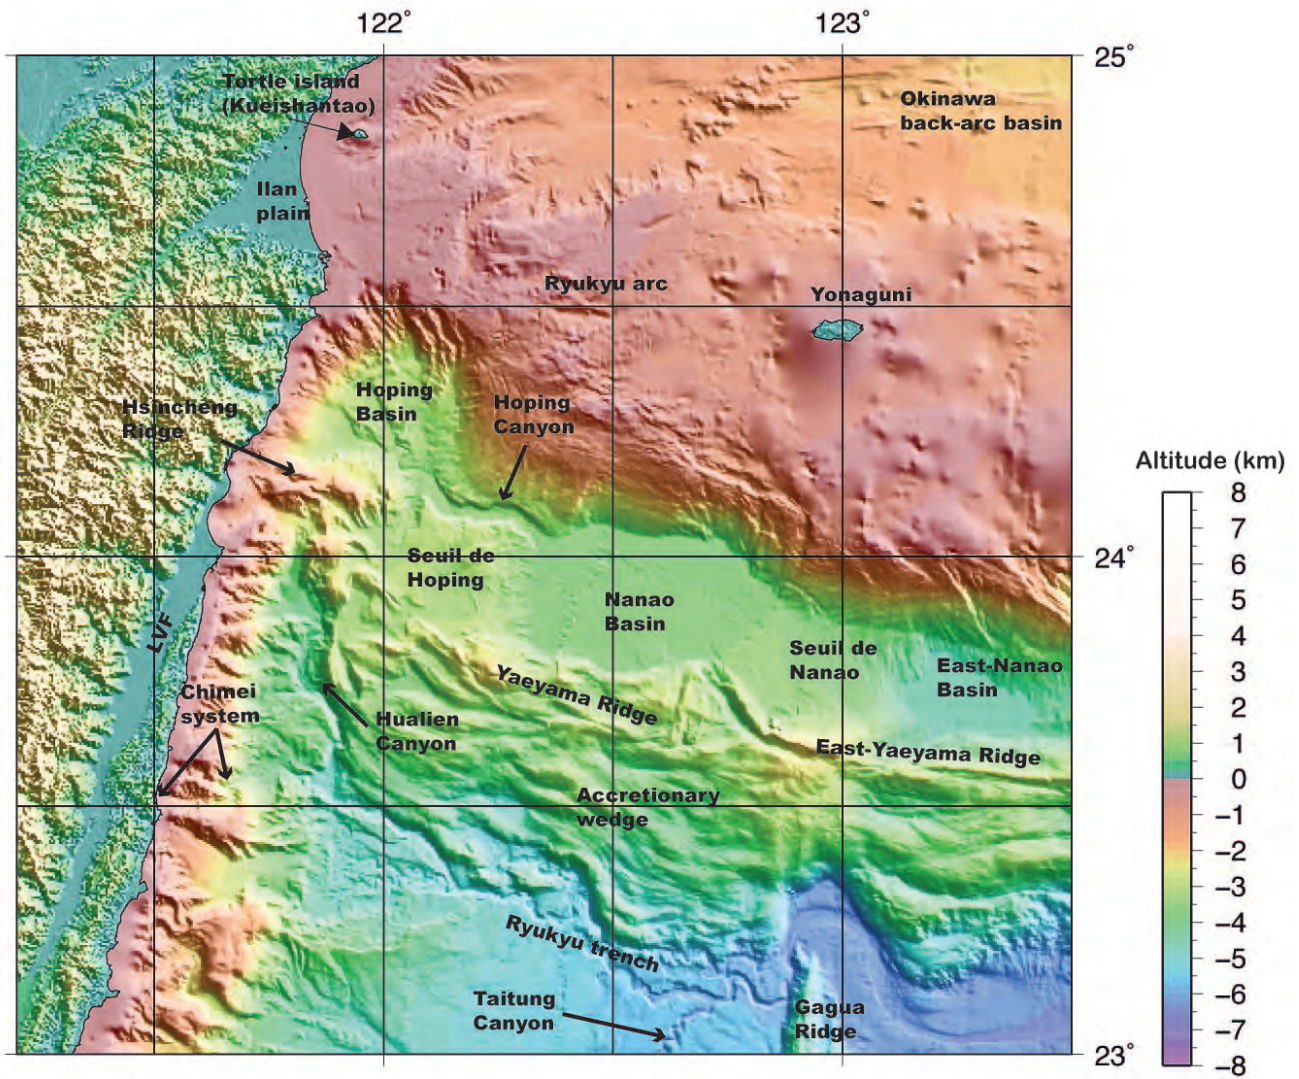 122°
123°
25°
Tortle island
(Kueishantao)
Okinawa
back-arc basin
Ilan
plain
Ryukyu arc
Yonaguni
Hoping
Basin
Hoping
Canyon
Hsincheng
Ridge
Altitude (km)
8
7
6
5
4
3
2
1
0
−1
−2
−3
−4
−5
−6
−7
−8
24°
Seuil de
Hoping
Nanao
Basin
LVF
Seuil de
Nanao
East-Nanao
Basin
Yaeyama Ridge
Chimei
system
Hualien
Canyon
East-Yaeyama Ridge
Accretionary
wedge
Ryukyu trench
Taitung
Canyon
Gagua
Ridge
23°